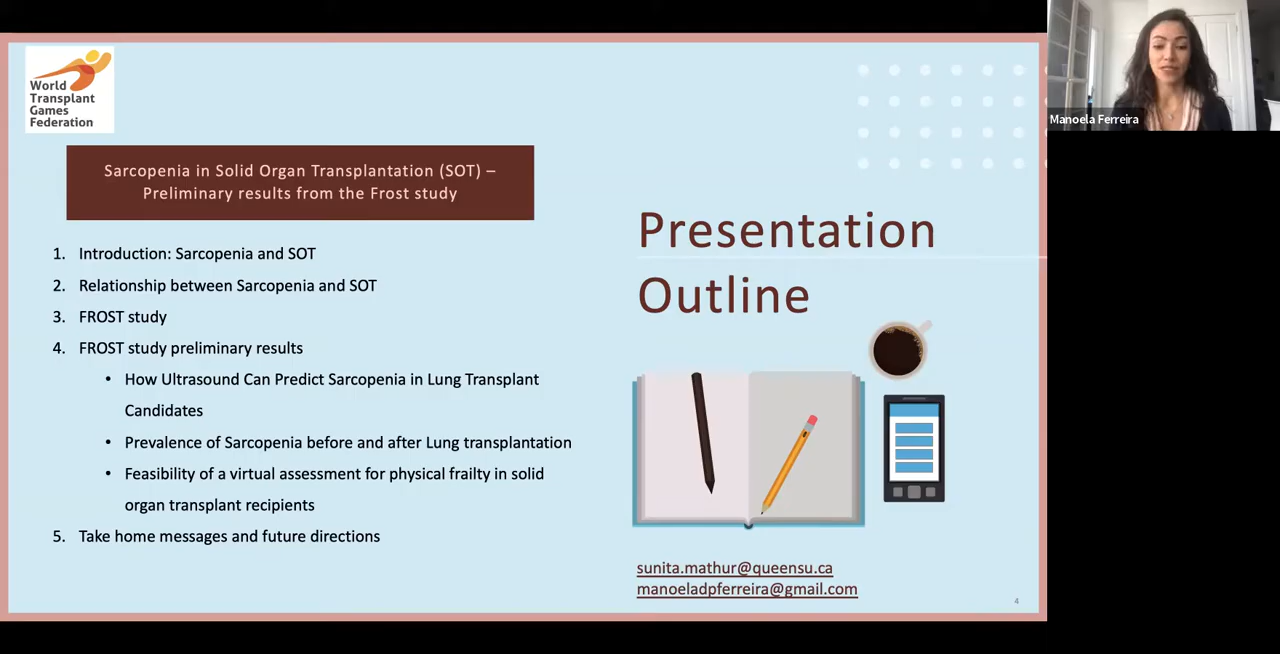 World
Transplant
Games
Federation
Sarcopenia in Solid Organ Transplantation (SOT) –
Preliminary results from the Frost study
1. Introduction: Sarcopenia and SOT
2. Relationship between Sarcopenia and SOT
3. FROST study
4. FROST study preliminary results
• How Ultrasound Can Predict Sarcopenia in Lung Transplant
Candidates
• Prevalence of Sarcopenia before and after Lung transplantation
• Feasibility of a virtual assessment for physical frailty in solid
organ transplant recipients
5. Take home messages and future directions
Presentation
Outline
sunita.mathur@queensu.ca
manoeladpferreira@gmail.com
4
Manoela Ferreira